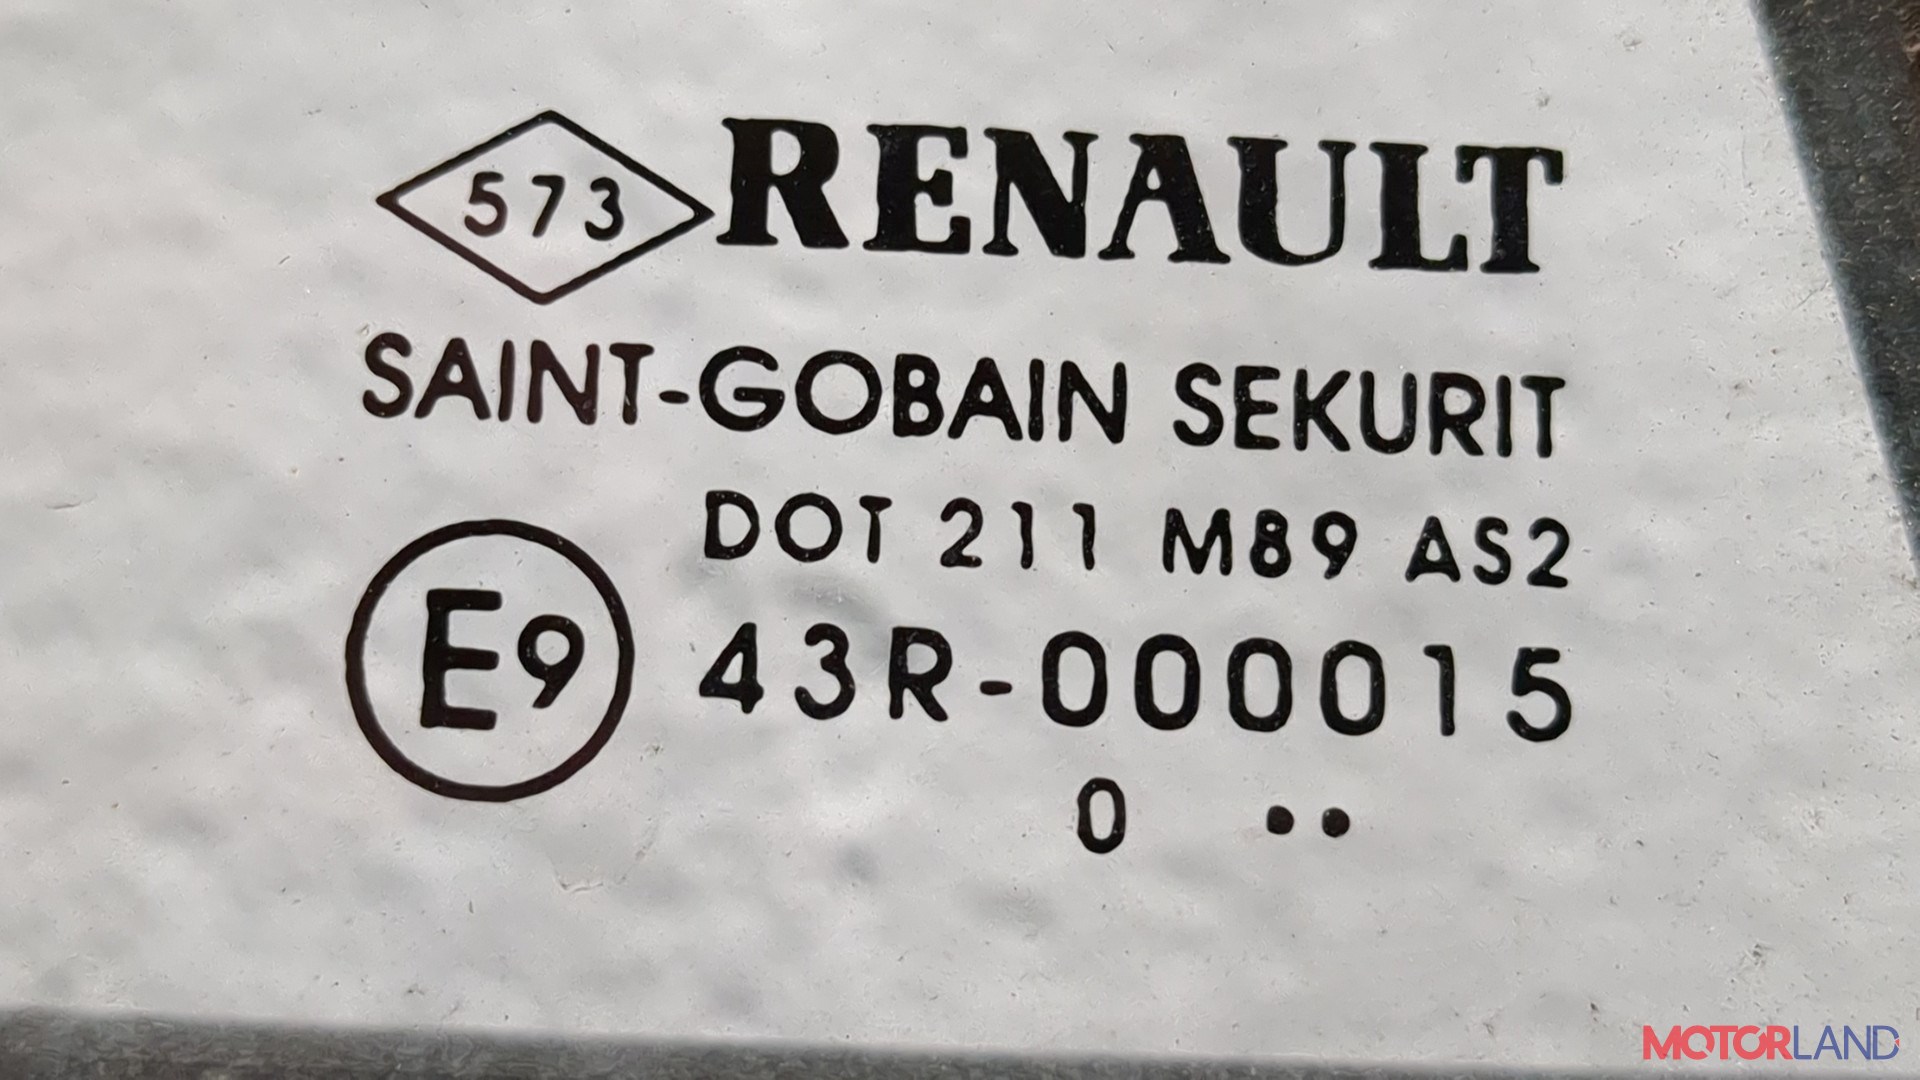 573 RENAULT
SAINT-GOBAIN SEKURIT
DOT 211 M89 AS2
E9 43R-000015
0 ••
MOTORLAND